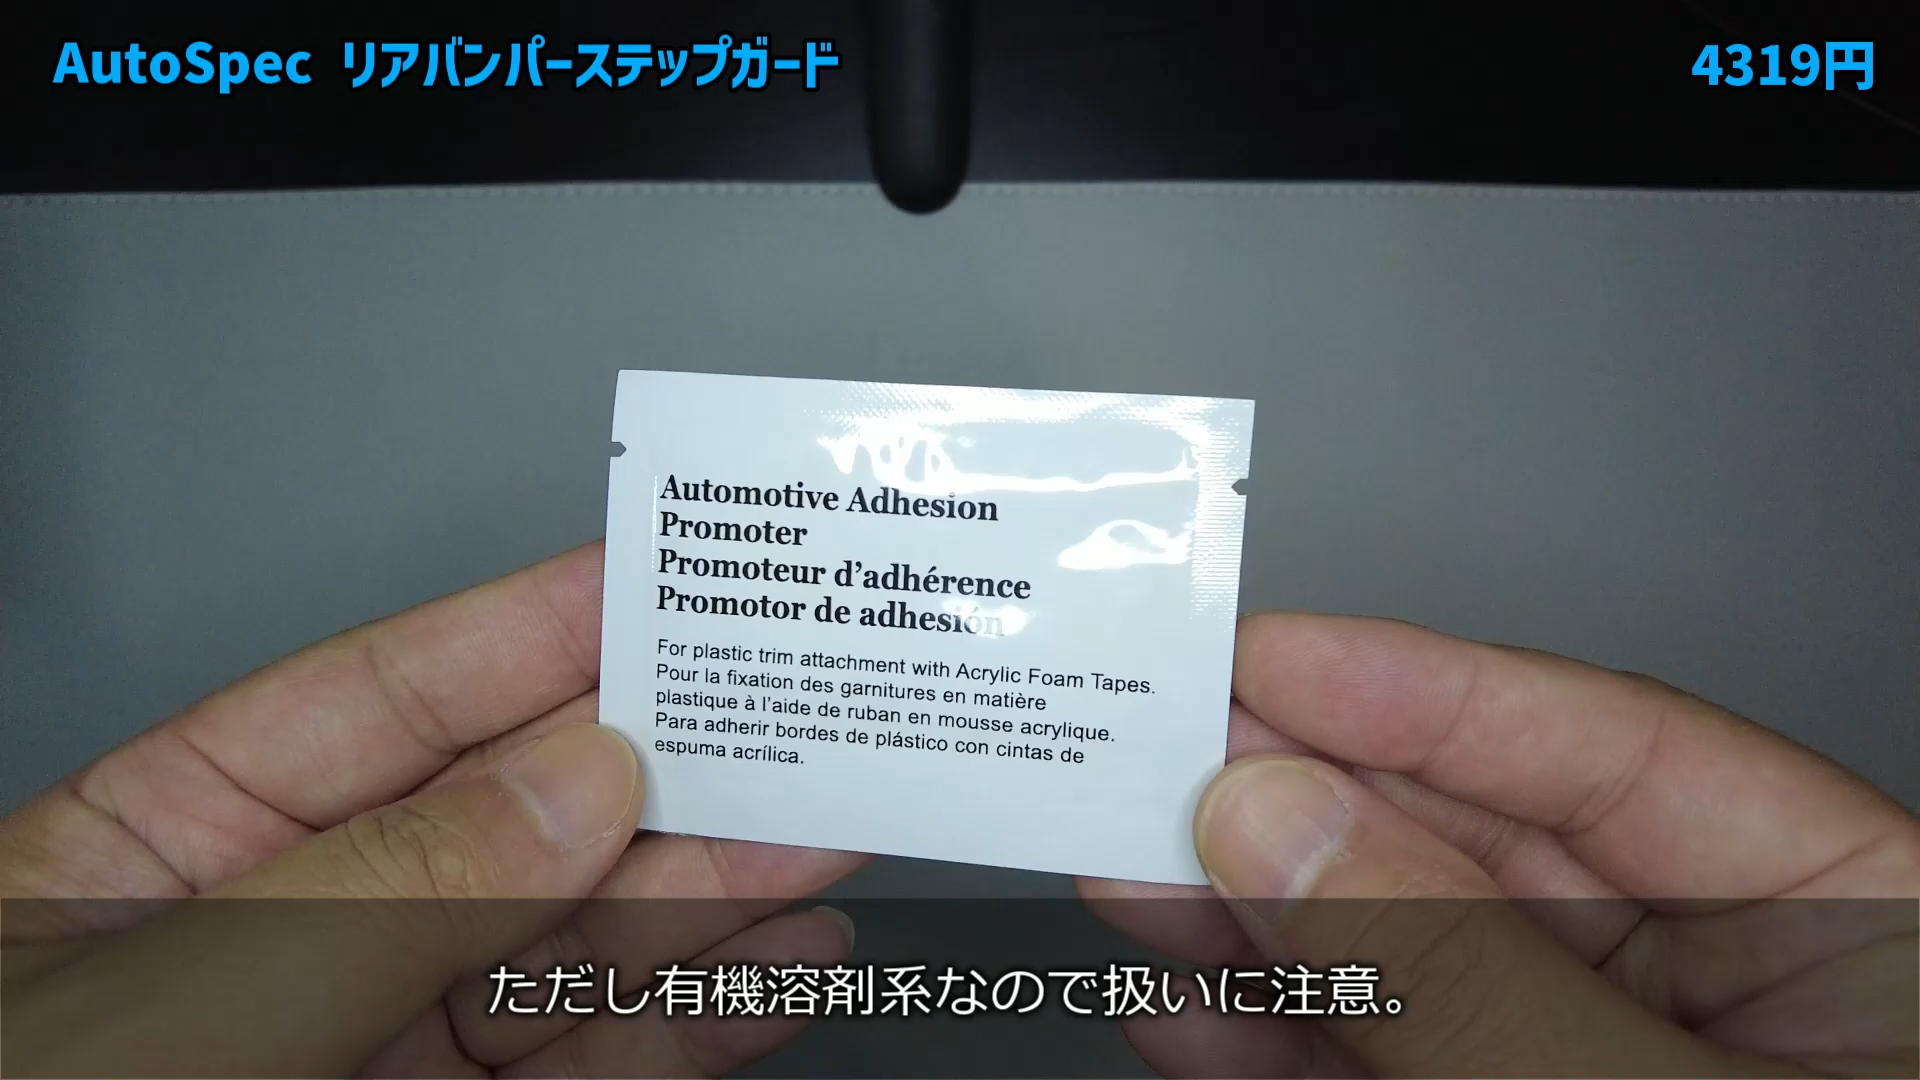 AutoSpec リアバンパーステップガード
4319円
Automotive Adhesion
Promoter
Promoteur d’adhérence
Promotor de adhesión
For plastic trim attachment with Acrylic Foam Tapes.
Pour la fixation des garnitures en matière
plastique à l’aide de ruban en mousse acrylique.
Para adherir bordes de plástico con cintas de
espuma acrílica.
ただし有機溶剤系なので扱いに注意。